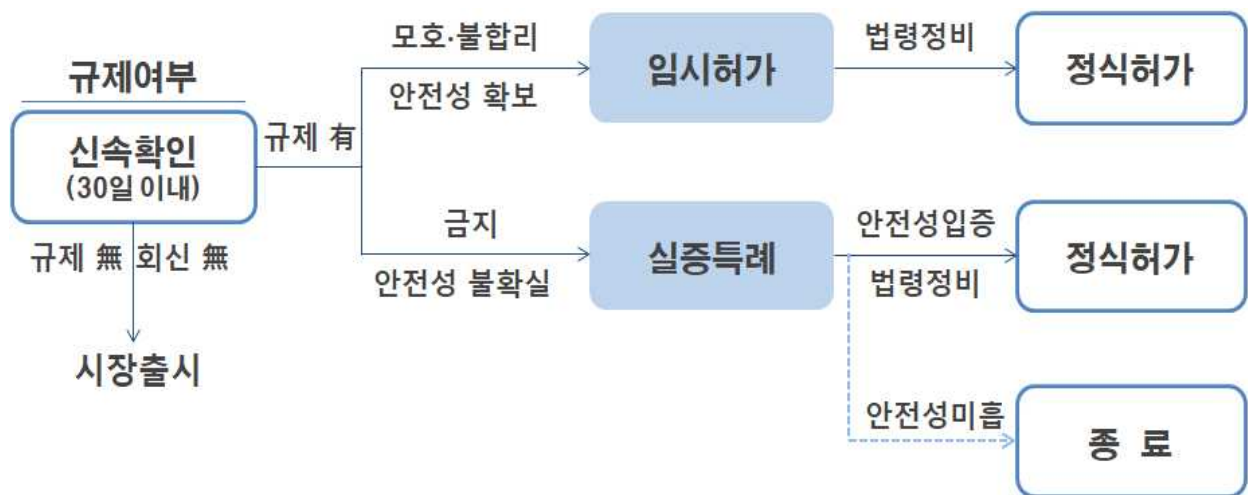 규제여부
신속확인
(30일 이내)
규제 無
회신 無
시장출시
규제 有
모호·불합리
안전성 확보
임시허가
법령정비
정식허가
금지
안전성 불확실
실증특례
안전성입증
법령정비
정식허가
안전성미흡
종 료